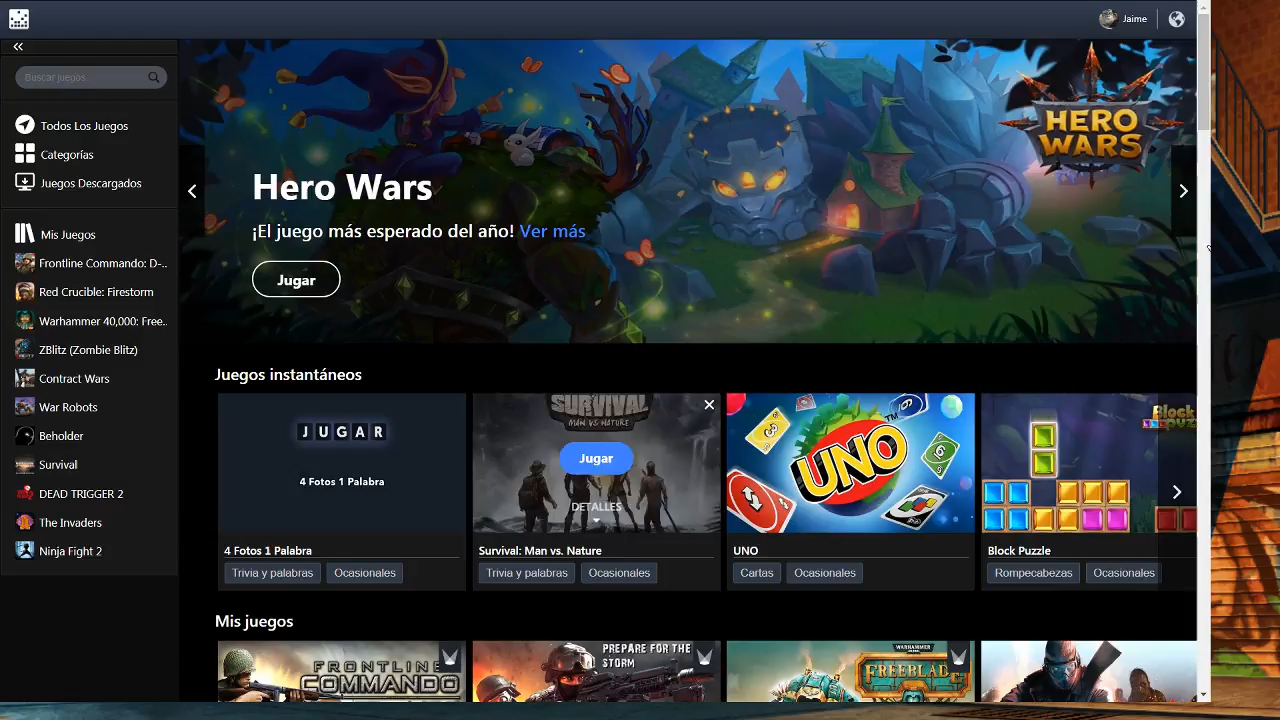 Jaime
Buscar juegos
Todos Los Juegos
Categorías
Juegos Descargados
Mis Juegos
Frontline Commando: D-..
Red Crucible: Firestorm
Warhammer 40,000: Free..
ZBlitz (Zombie Blitz)
Contract Wars
War Robots
Beholder
Survival
DEAD TRIGGER 2
The Invaders
Ninja Fight 2
HERO
WARS
Hero Wars
¡El juego más esperado del año! Ver más
Jugar
Juegos instantáneos
JUGAR
4 Fotos 1 Palabra
4 Fotos 1 Palabra
Trivia y palabras
Ocasionales
SURVIVAL
MAN VS NATURE
Jugar
DETALLES
Survival: Man vs. Nature
Trivia y palabras
Ocasionales
UNO
TM
UNO
Cartas
Ocasionales
Block
Block Puzzle
Rompecabezas
Ocasionales
Mis juegos
FRONTLINE
COMMANDO
PREPARE FOR THE
STORM
WARHAMMER
FREEBLADE